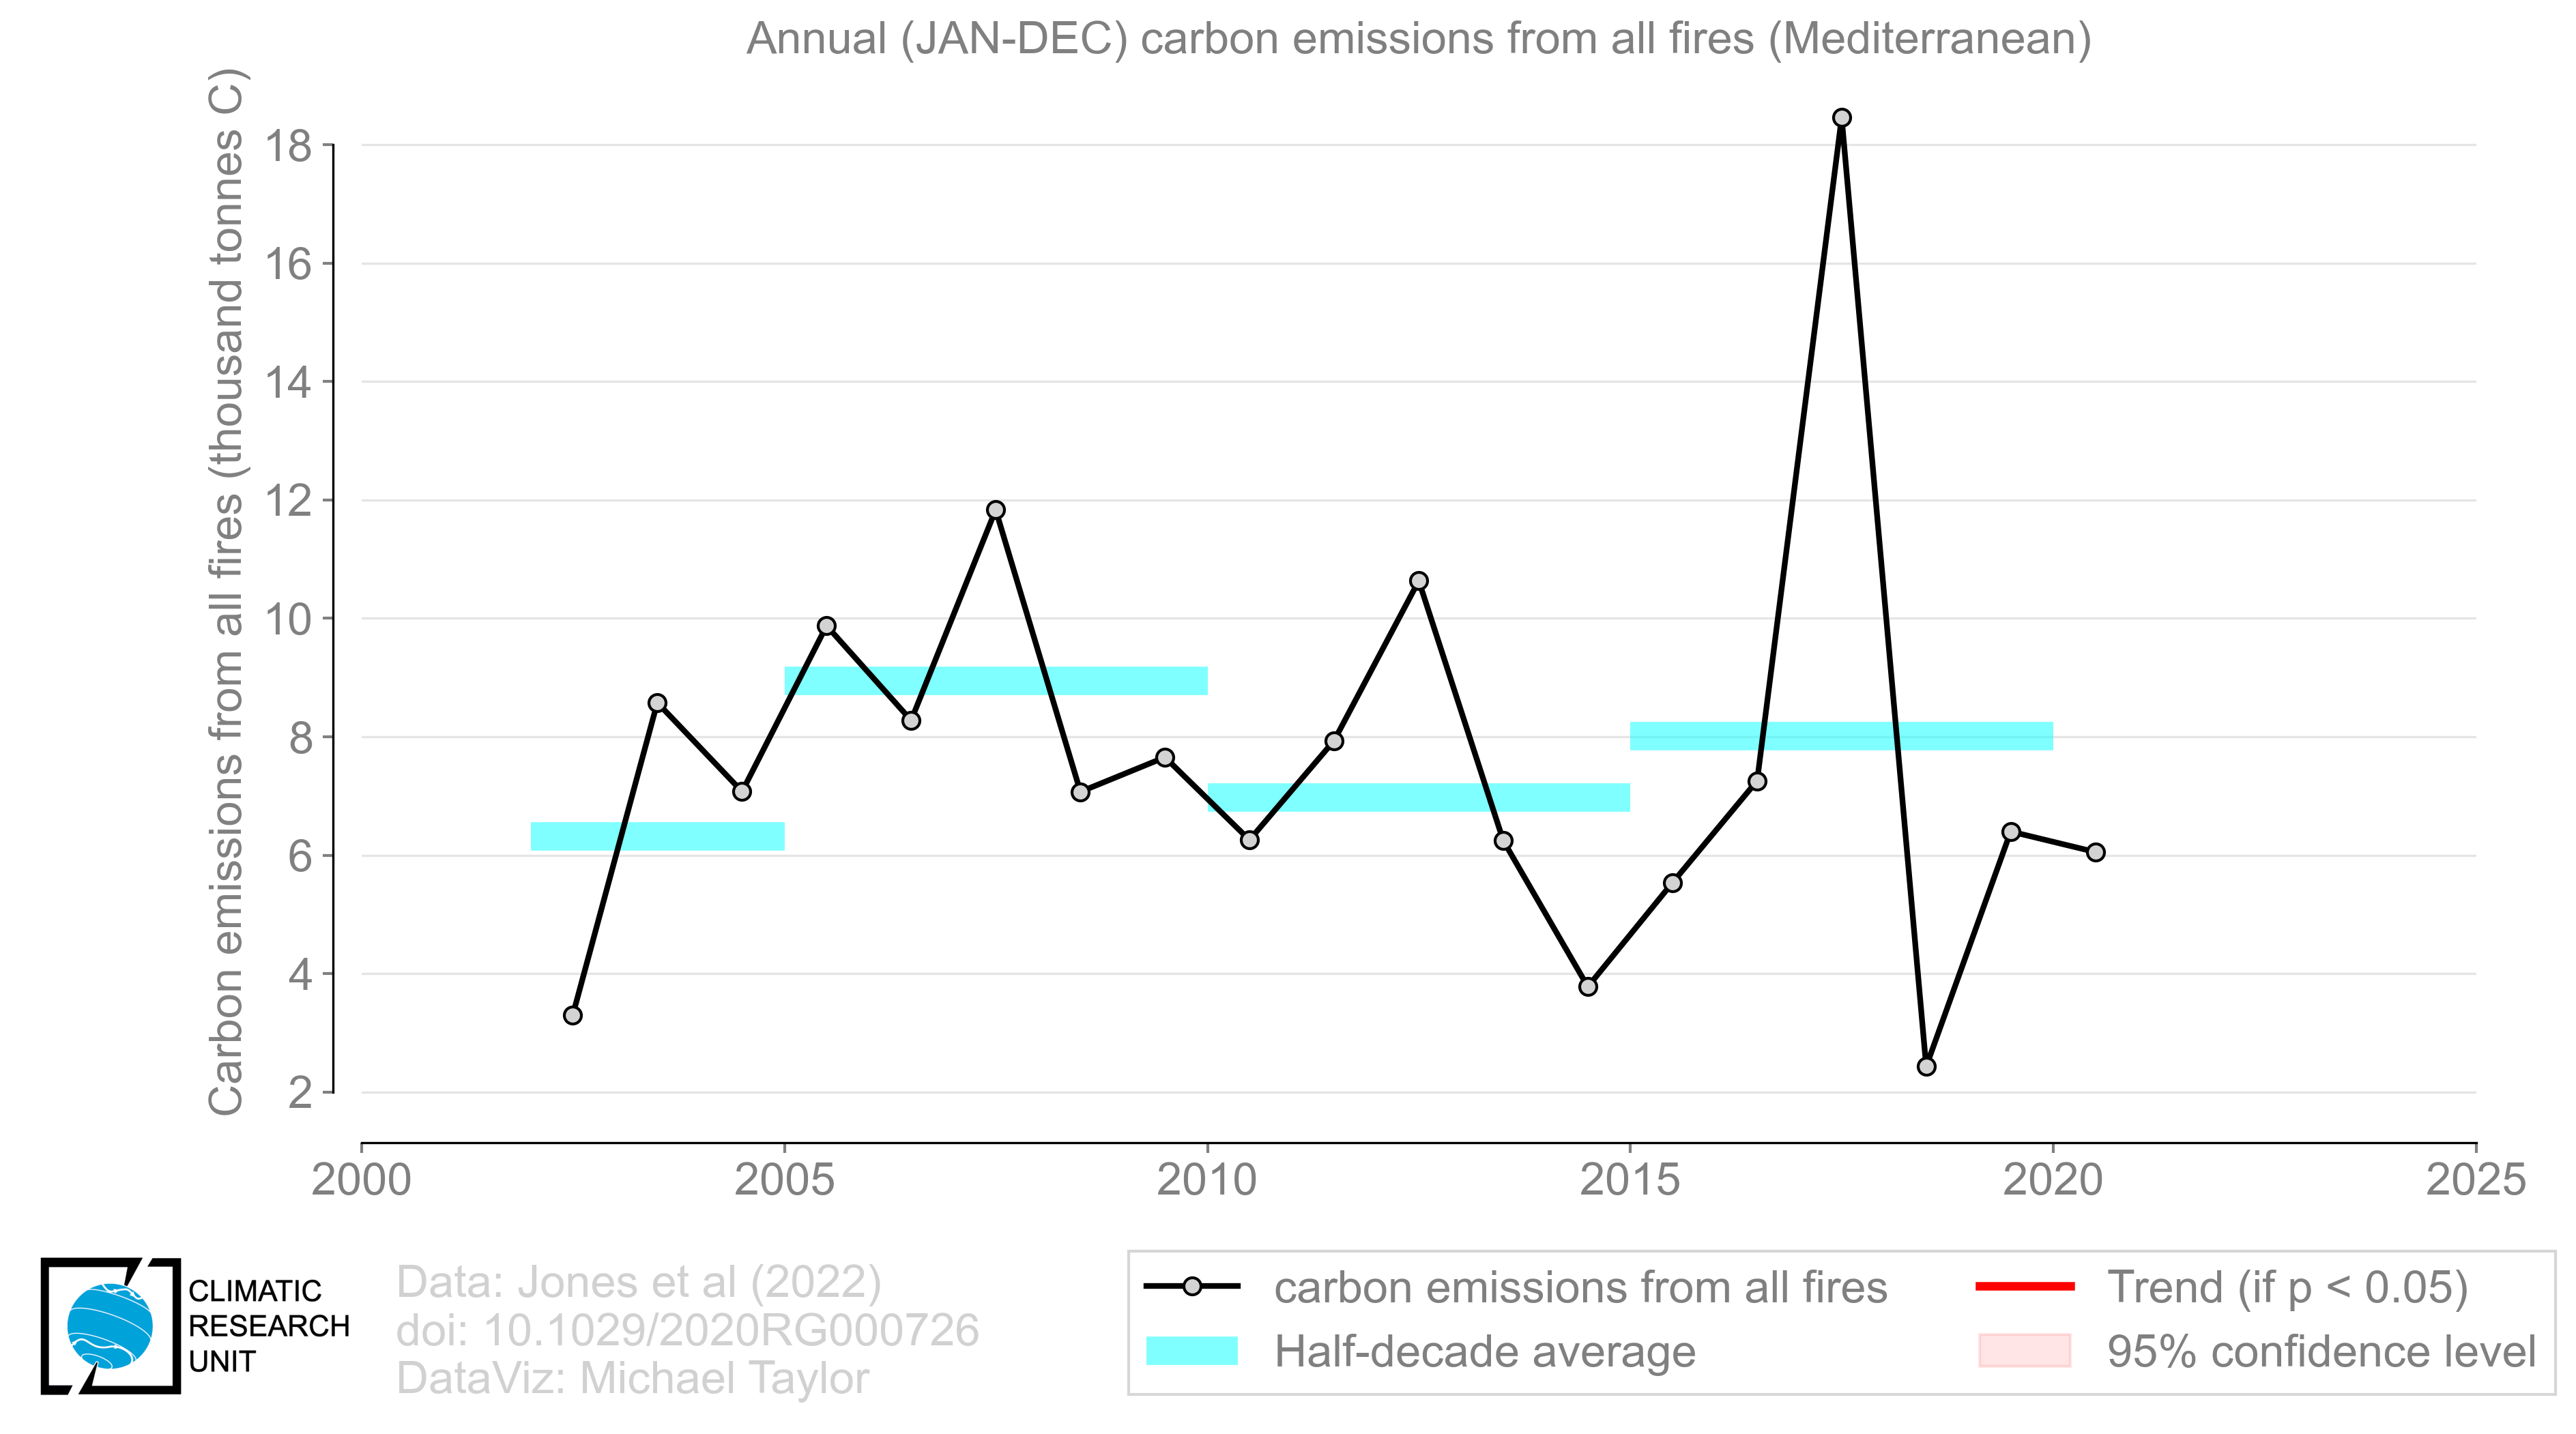 Annual (JAN-DEC) carbon emissions from all fires (Mediterranean)
Carbon emissions from all fires (thousand tonnes C)
18
16
14
12
10
8
6
4
2
2000 2005 2010 2015 2020 2025
CLIMATIC
RESEARCH
UNIT
Data: Jones et al (2022)
doi: 10.1029/2020RG000726
DataViz: Michael Taylor
carbon emissions from all fires
Half-decade average
Trend (if p < 0.05)
95% confidence level